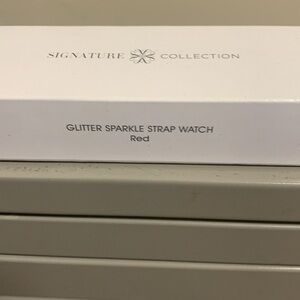 SIGNATURE COLLECTION
GLITTER SPARKLE STRAP WATCH
Red